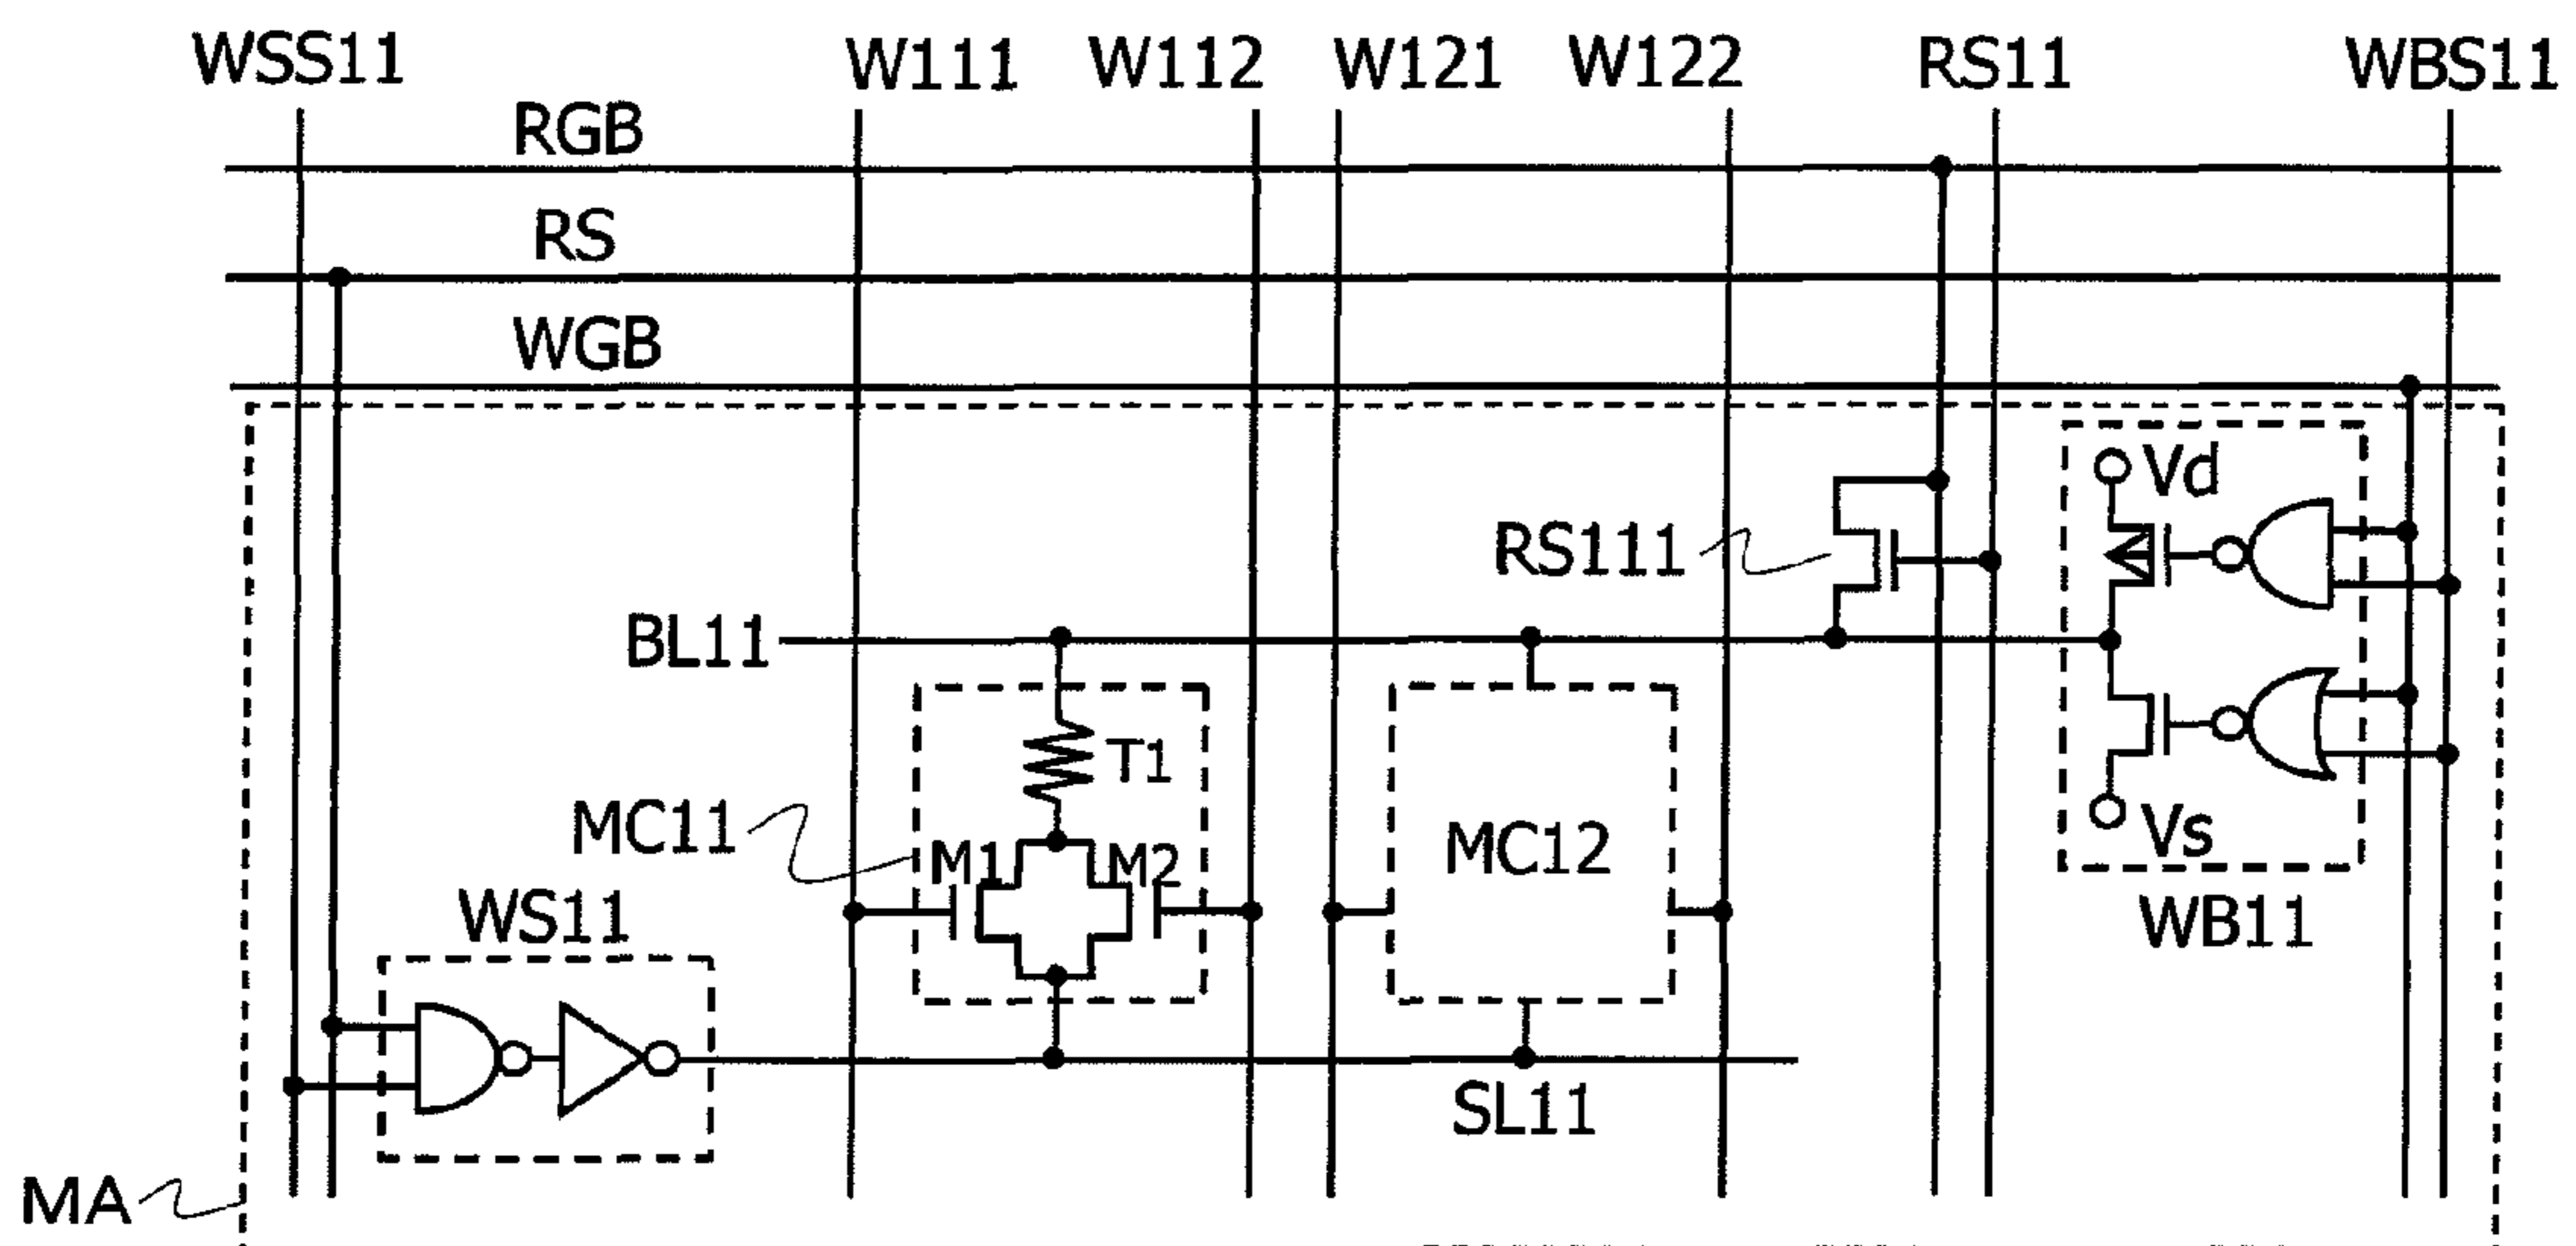 WSS11 W111 W112 W121 W122 RS11 WBS11
RGB
RS
WGB
Vd
RS111
BL11
T1
MC11
M1 M2
MC12
Vs
WS11
WB11
SL11
MA